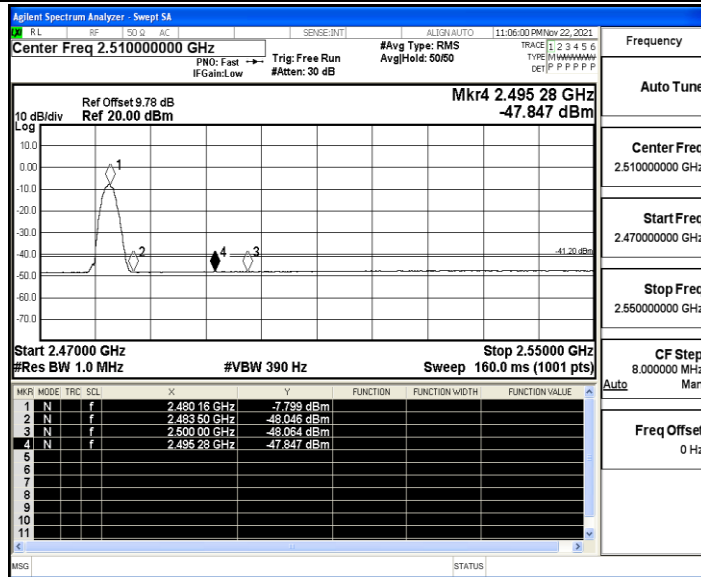 Agilent Spectrum Analyzer - Swept SA
RL RF 50 Ω AC SENSE:INT ALIGN AUTO 11:06:00 PM Nov 22, 2021
Center Freq 2.510000000 GHz
PNO: Fast
IFGain:Low
Trig: Free Run
#Atten: 30 dB
#Avg Type: RMS
Avg|Hold: 50/50
TRACE 1 2 3 4 5 6
TYPE MWWWWW
DET P P P P P P
Ref Offset 9.78 dB
10 dB/div Ref 20.00 dBm
Log
Mkr4 2.495 28 GHz
-47.847 dBm
10.0
0.00
-10.0
-20.0
-30.0
-40.0
-50.0
-60.0
-70.0
1
2
4
3
-41.20 dBm
Start 2.47000 GHz Stop 2.55000 GHz
#Res BW 1.0 MHz #VBW 390 Hz Sweep 160.0 ms (1001 pts)
MKR MODE TRC SCL X Y FUNCTION FUNCTION WIDTH FUNCTION VALUE
1 N f 2.480 16 GHz -7.799 dBm
2 N f 2.483 50 GHz -48.046 dBm
3 N f 2.500 00 GHz -48.064 dBm
4 N f 2.495 28 GHz -47.847 dBm
5
6
7
8
9
10
11
MSG STATUS
Frequency
Auto Tune
Center Freq
2.510000000 GHz
Start Freq
2.470000000 GHz
Stop Freq
2.550000000 GHz
CF Step
8.000000 MHz
Auto Man
Freq Offset
0 Hz